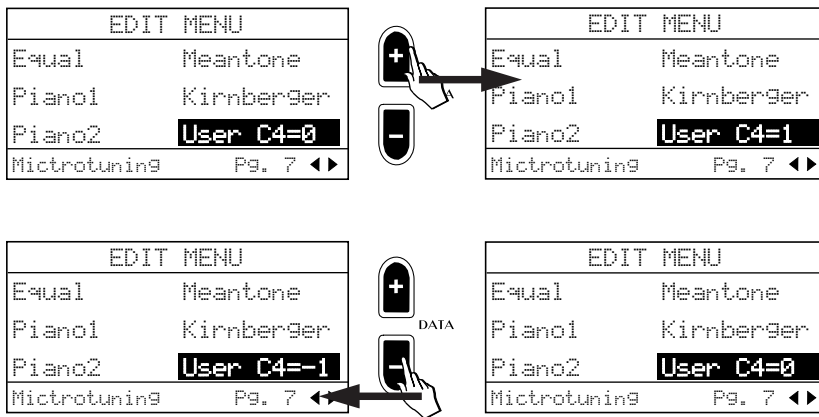 EDIT MENU
Equal Meantone
Piano1 Kirnberger
Piano2 User C4=0
Mictrotuning Pg. 7
+
-
EDIT MENU
Equal Meantone
Piano1 Kirnberger
Piano2 User C4=1
Mictrotuning Pg. 7
EDIT MENU
Equal Meantone
Piano1 Kirnberger
Piano2 User C4=-1
Mictrotuning Pg. 7
+
DATA
-
EDIT MENU
Equal Meantone
Piano1 Kirnberger
Piano2 User C4=0
Mictrotuning Pg. 7